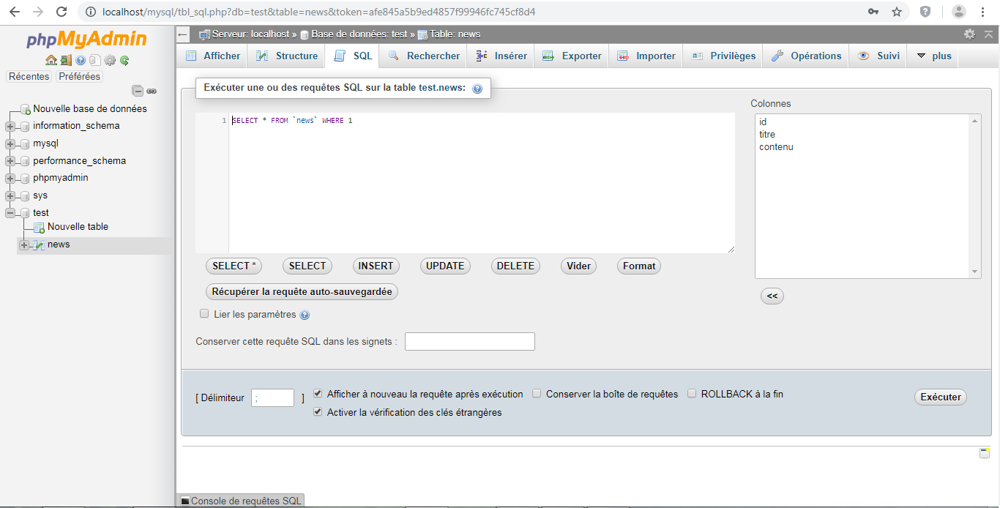 localhost/mysql/tbl_sql.php?db=test&table=news&token=afe845a5b9ed4857f99946fc745cf8d4
phpMyAdmin
Récentes Préférées
Nouvelle base de données
information_schema
mysql
performance_schema
phpmyadmin
sys
test
Nouvelle table
news
Serveur: localhost » Base de données: test » Table: news
Afficher Structure SQL Rechercher Insérer Exporter Importer Privilèges Opérations Suivi plus
Exécuter une ou des requêtes SQL sur la table test.news:
1 SELECT * FROM `news` WHERE 1
Colonnes
id
titre
contenu
SELECT * SELECT INSERT UPDATE DELETE Vider Format
<<
Récupérer la requête auto-sauvegardée
Lier les paramètres
Conserver cette requête SQL dans les signets :
[ Délimiteur ; ] Afficher à nouveau la requête après exécution Conserver la boîte de requêtes ROLLBACK à la fin Exécuter
Activer la vérification des clés étrangères
Console de requêtes SQL